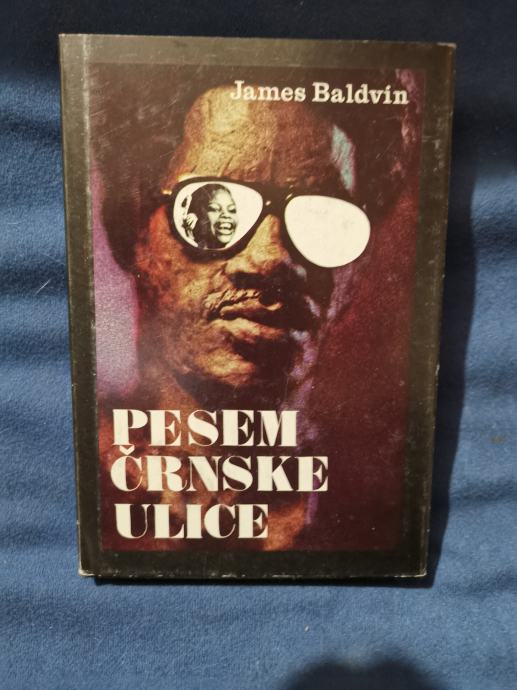 James Baldvin
PESEM
ČRNSKE
ULICE